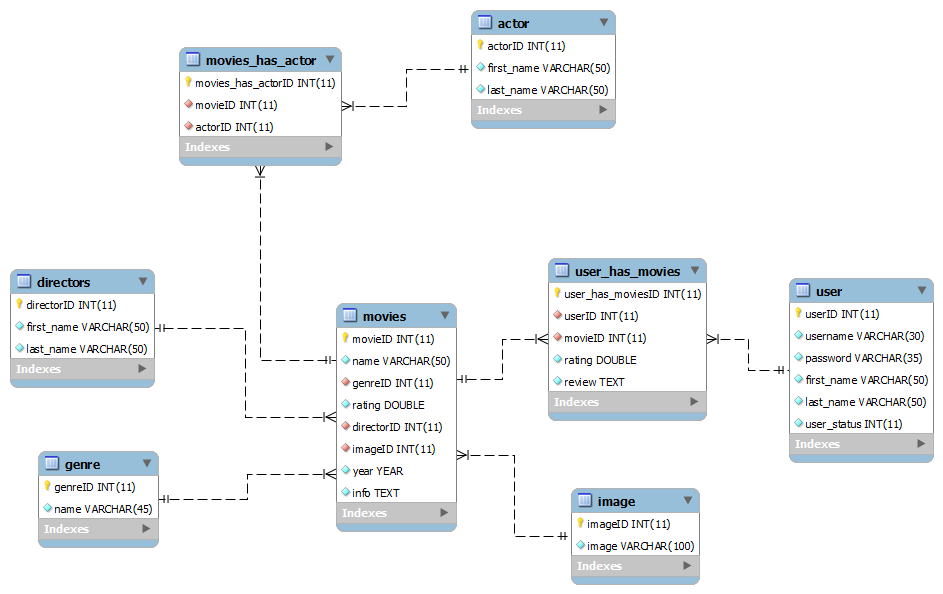 actor
actorID INT(11)
first_name VARCHAR(50)
last_name VARCHAR(50)
Indexes
movies_has_actor
movies_has_actorID INT(11)
movieID INT(11)
actorID INT(11)
Indexes
directors
directorID INT(11)
first_name VARCHAR(50)
last_name VARCHAR(50)
Indexes
movies
movieID INT(11)
name VARCHAR(50)
genreID INT(11)
rating DOUBLE
directorID INT(11)
imageID INT(11)
year YEAR
info TEXT
Indexes
user_has_movies
user_has_moviesID INT(11)
userID INT(11)
movieID INT(11)
rating DOUBLE
review TEXT
Indexes
user
userID INT(11)
username VARCHAR(30)
password VARCHAR(35)
first_name VARCHAR(50)
last_name VARCHAR(50)
user_status INT(11)
Indexes
genre
genreID INT(11)
name VARCHAR(45)
Indexes
image
imageID INT(11)
image VARCHAR(100)
Indexes